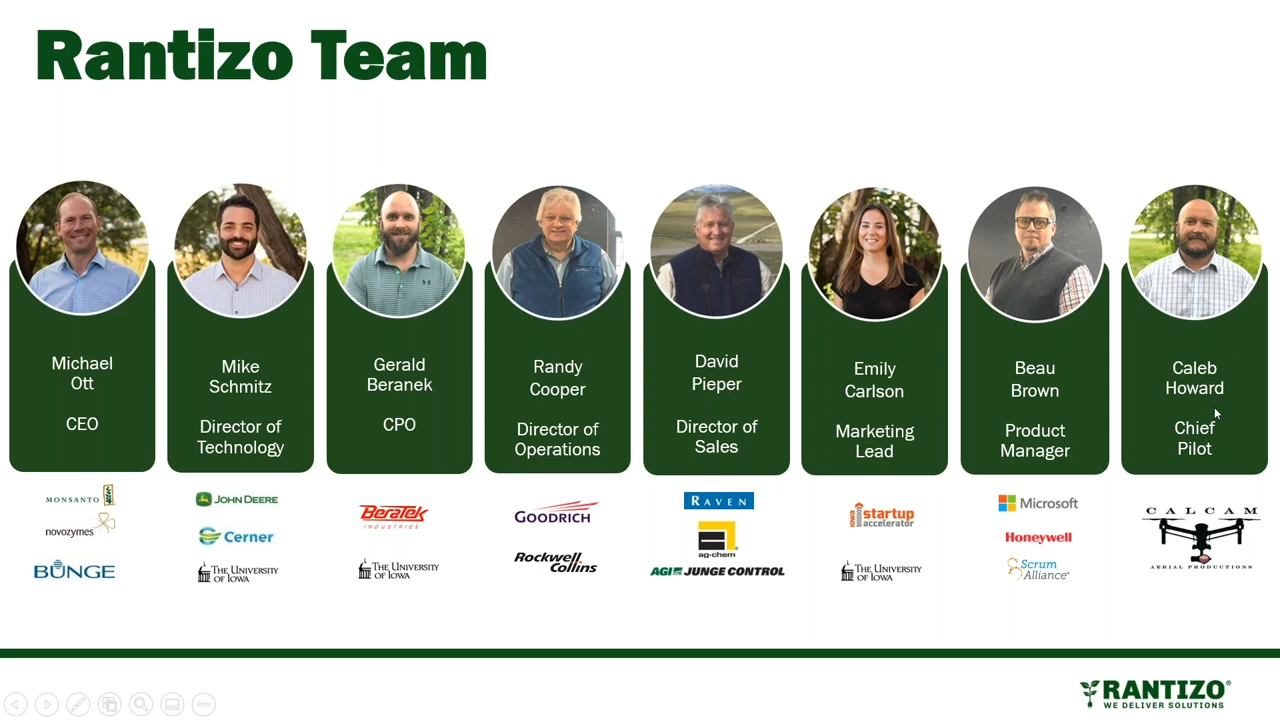 Rantizo Team
Michael
Ott
CEO
Mike
Schmitz
Director of
Technology
Gerald
Beranek
CPO
Randy
Cooper
Director of
Operations
David
Pieper
Director of
Sales
Emily
Carlson
Marketing
Lead
Beau
Brown
Product
Manager
Caleb
Howard
Chief
Pilot
MONSANTO
novozymes
BUNGE
JOHN DEERE
Cerner
THE UNIVERSITY
OF IOWA
BeraTek
INDUSTRIES
THE UNIVERSITY
OF IOWA
GOODRICH
Rockwell
Collins
RAVEN
ag-chem
AGI JUNGE CONTROL
iowa startup
accelerator
THE UNIVERSITY
OF IOWA
Microsoft
Honeywell
Scrum
Alliance®
CALCAM
AERIAL PRODUCTIONS
RANTIZO®
WE DELIVER SOLUTIONS